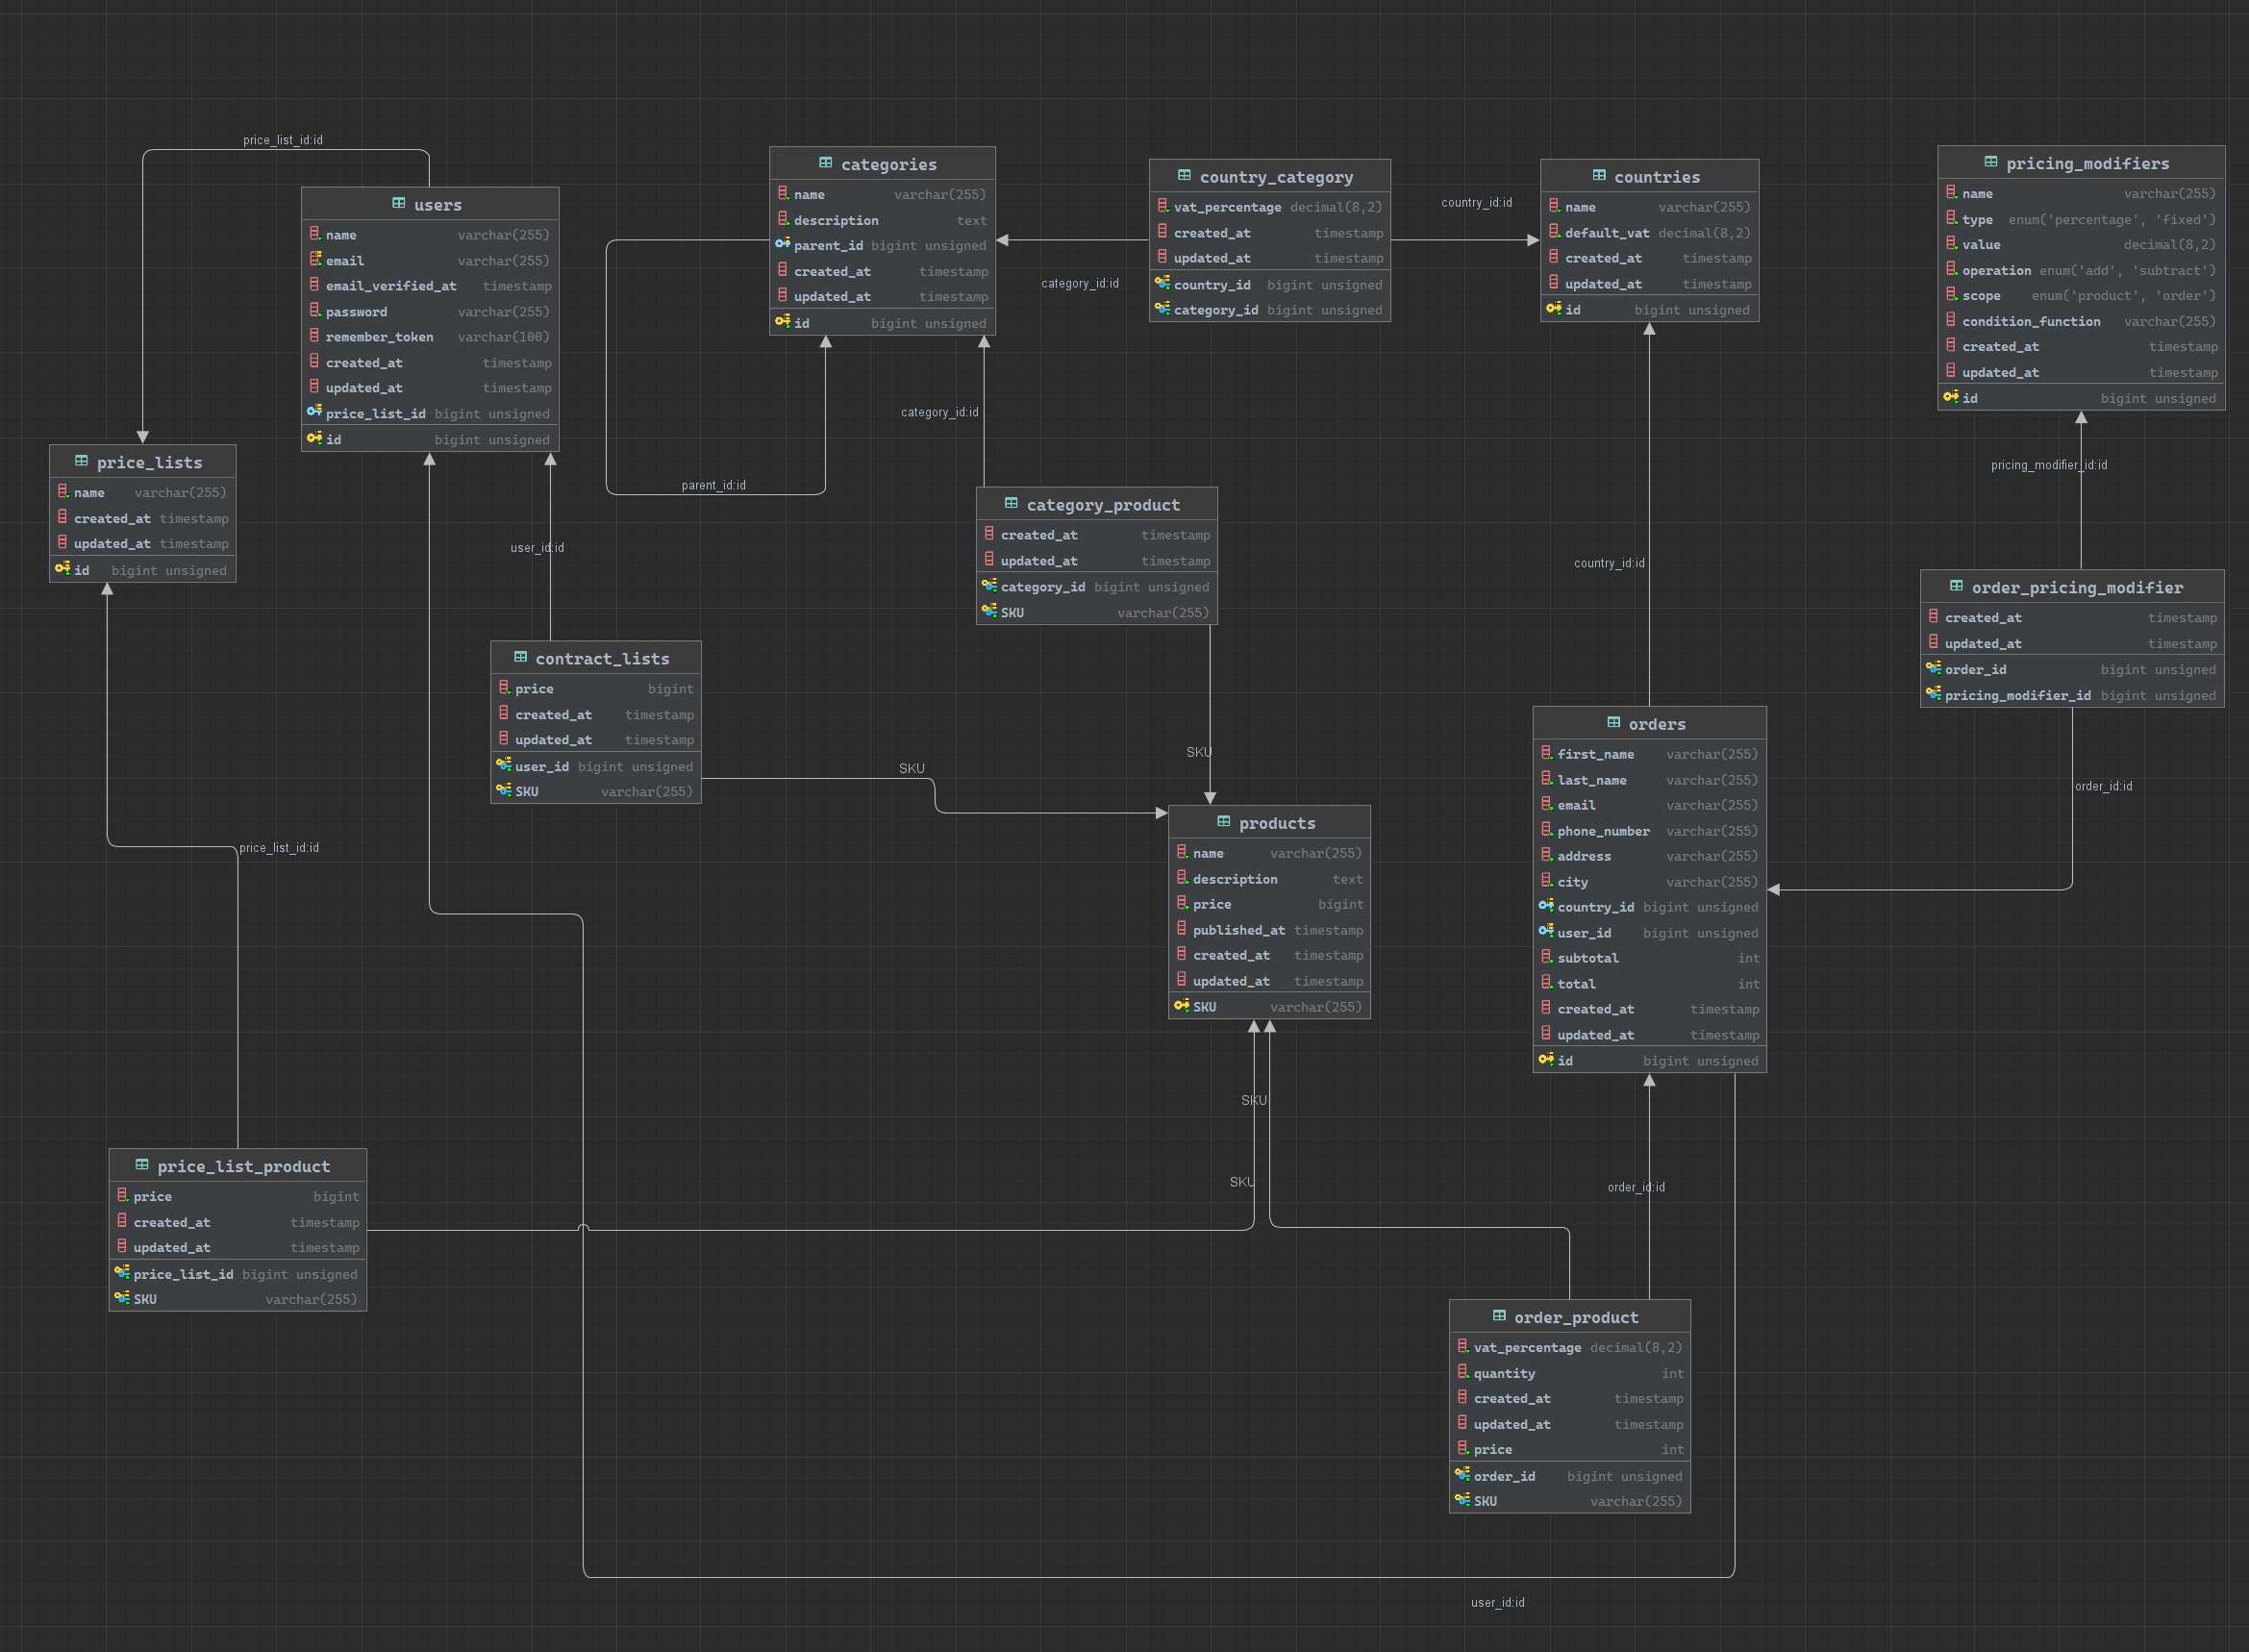 price_list_id:id
users
name varchar(255)
email varchar(255)
email_verified_at timestamp
password varchar(255)
remember_token varchar(100)
created_at timestamp
updated_at timestamp
price_list_id bigint unsigned
id bigint unsigned
categories
name varchar(255)
description text
parent_id bigint unsigned
created_at timestamp
updated_at timestamp
id bigint unsigned
country_category
vat_percentage decimal(8,2)
created_at timestamp
updated_at timestamp
country_id bigint unsigned
category_id bigint unsigned
country_id:id
category_id:id
countries
name varchar(255)
default_vat decimal(8,2)
created_at timestamp
updated_at timestamp
id bigint unsigned
pricing_modifiers
name varchar(255)
type enum('percentage', 'fixed')
value decimal(8,2)
operation enum('add', 'subtract')
scope enum('product', 'order')
condition_function varchar(255)
created_at timestamp
updated_at timestamp
id bigint unsigned
price_lists
name varchar(255)
created_at timestamp
updated_at timestamp
id bigint unsigned
category_id:id
parent_id:id
pricing_modifier_id:id
user_id:id
category_product
created_at timestamp
updated_at timestamp
category_id bigint unsigned
SKU varchar(255)
country_id:id
order_pricing_modifier
created_at timestamp
updated_at timestamp
order_id bigint unsigned
pricing_modifier_id bigint unsigned
contract_lists
price bigint
created_at timestamp
updated_at timestamp
user_id bigint unsigned
SKU varchar(255)
SKU
SKU
order_id:id
price_list_id:id
products
name varchar(255)
description text
price bigint
published_at timestamp
created_at timestamp
updated_at timestamp
SKU varchar(255)
orders
first_name varchar(255)
last_name varchar(255)
email varchar(255)
phone_number varchar(255)
address varchar(255)
city varchar(255)
country_id bigint unsigned
user_id bigint unsigned
subtotal int
total int
created_at timestamp
updated_at timestamp
id bigint unsigned
SKU
SKU
order_id:id
price_list_product
price bigint
created_at timestamp
updated_at timestamp
price_list_id bigint unsigned
SKU varchar(255)
order_product
vat_percentage decimal(8,2)
quantity int
created_at timestamp
updated_at timestamp
price int
order_id bigint unsigned
SKU varchar(255)
user_id:id